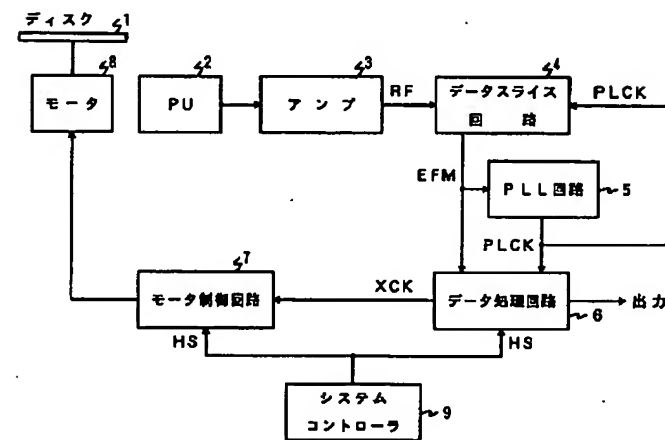 ディスク 1
8
モータ
2
PU
3
アンプ
RF
4
データスライス
回路
PLCK
EFM
PLL回路
5
PLCK
7
モータ制御回路
XCK
データ処理回路
出力
6
HS
HS
システム
コントローラ
9